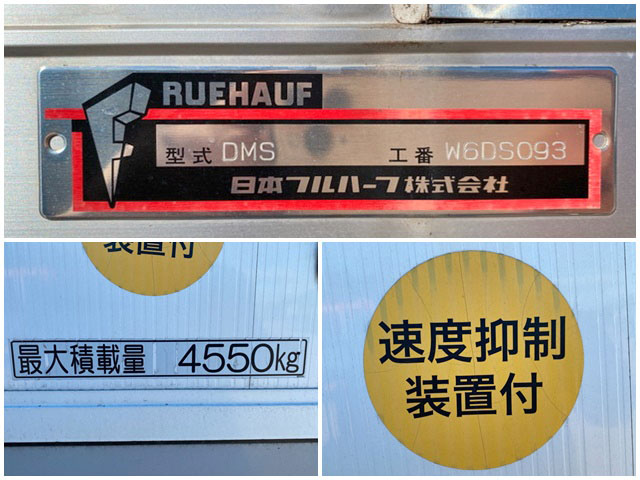 RUEHAUF
型式 DMS 工番 W6DS093
日本フルハーフ株式会社
装置付
最大積載量 4550kg
速度抑制
装置付